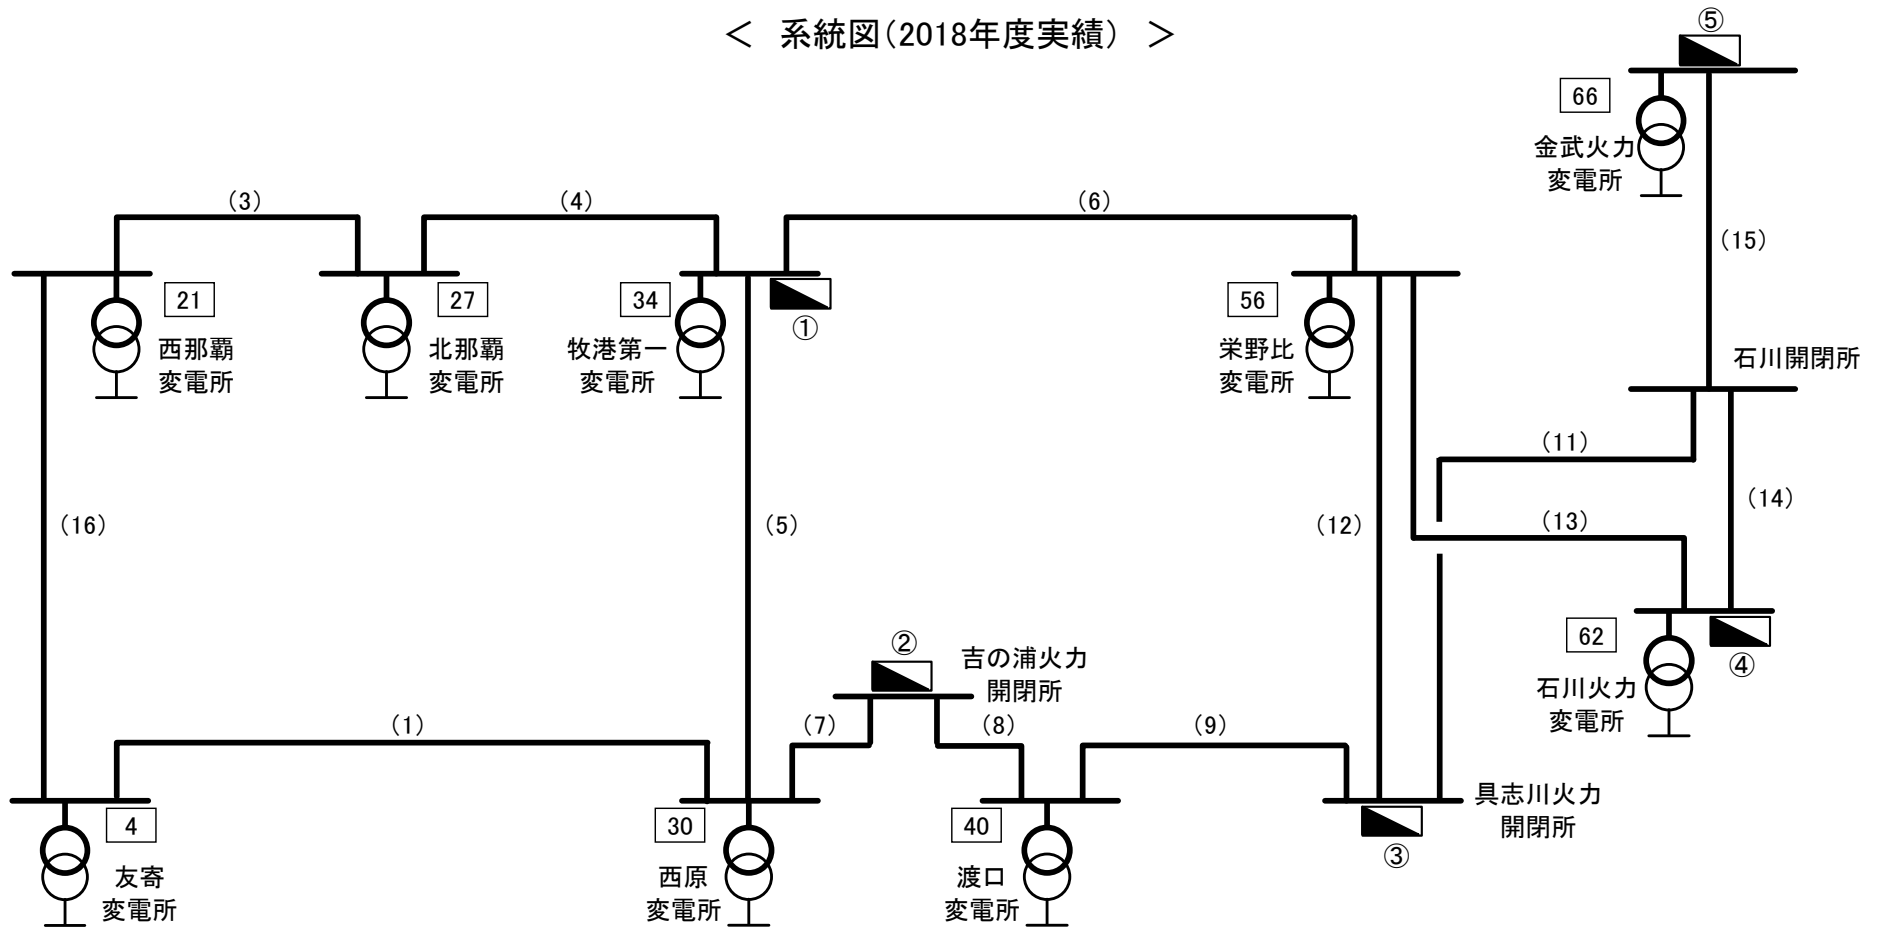 < 系統図(2018年度実績) >
⑤
66
金武火力
変電所
(3)
(4)
(6)
(15)
21
西那覇
変電所
27
北那覇
変電所
34
牧港第一
変電所
①
56
栄野比
変電所
石川開閉所
(11)
(14)
(16)
(5)
(12)
(13)
62
石川火力
変電所
④
②
吉の浦火力
開閉所
(1)
(7)
(8)
(9)
4
友寄
変電所
30
西原
変電所
40
渡口
変電所
具志川火力
開閉所
③